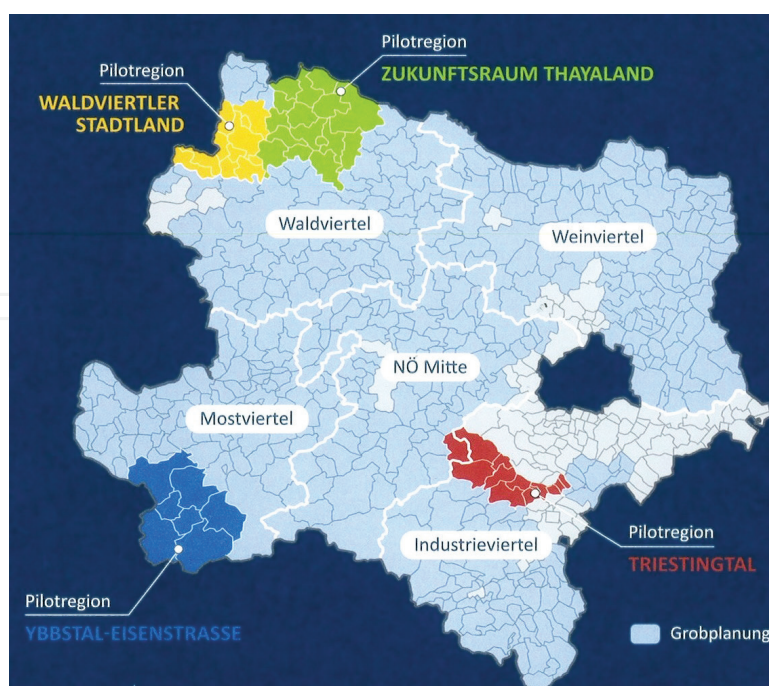 Pilotregion
ZUKUNFTSRAUM THAYALAND
Pilotregion
WALDVIERTLER
STADTLAND
Waldviertel
Weinviertel
NÖ Mitte
Mostviertel
Industrieviertel
Pilotregion
TRIESTINGTAL
Pilotregion
YBBSTAL-EISENSTRASSE
Grobplanung